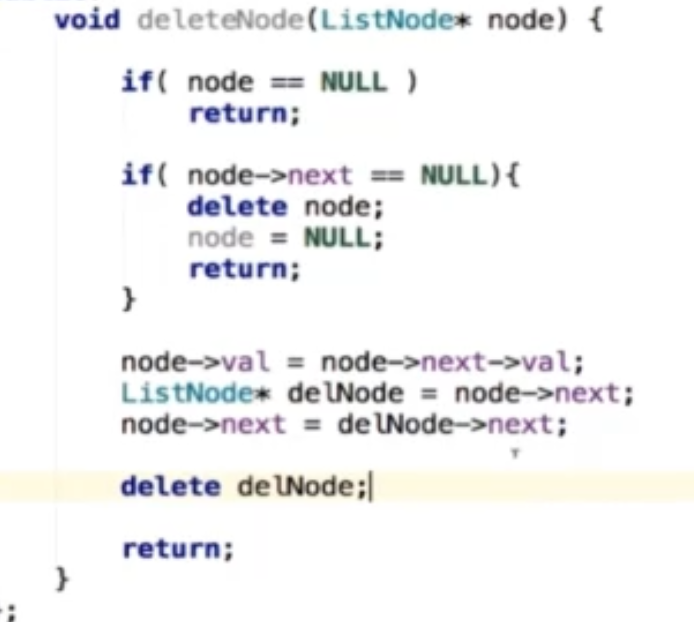 void deleteNode(ListNode* node) {
if( node == NULL )
return;
if( node->next == NULL){
delete node;
node = NULL;
return;
}
node->val = node->next->val;
ListNode* delNode = node->next;
node->next = delNode->next;
delete delNode;
return;
}
;